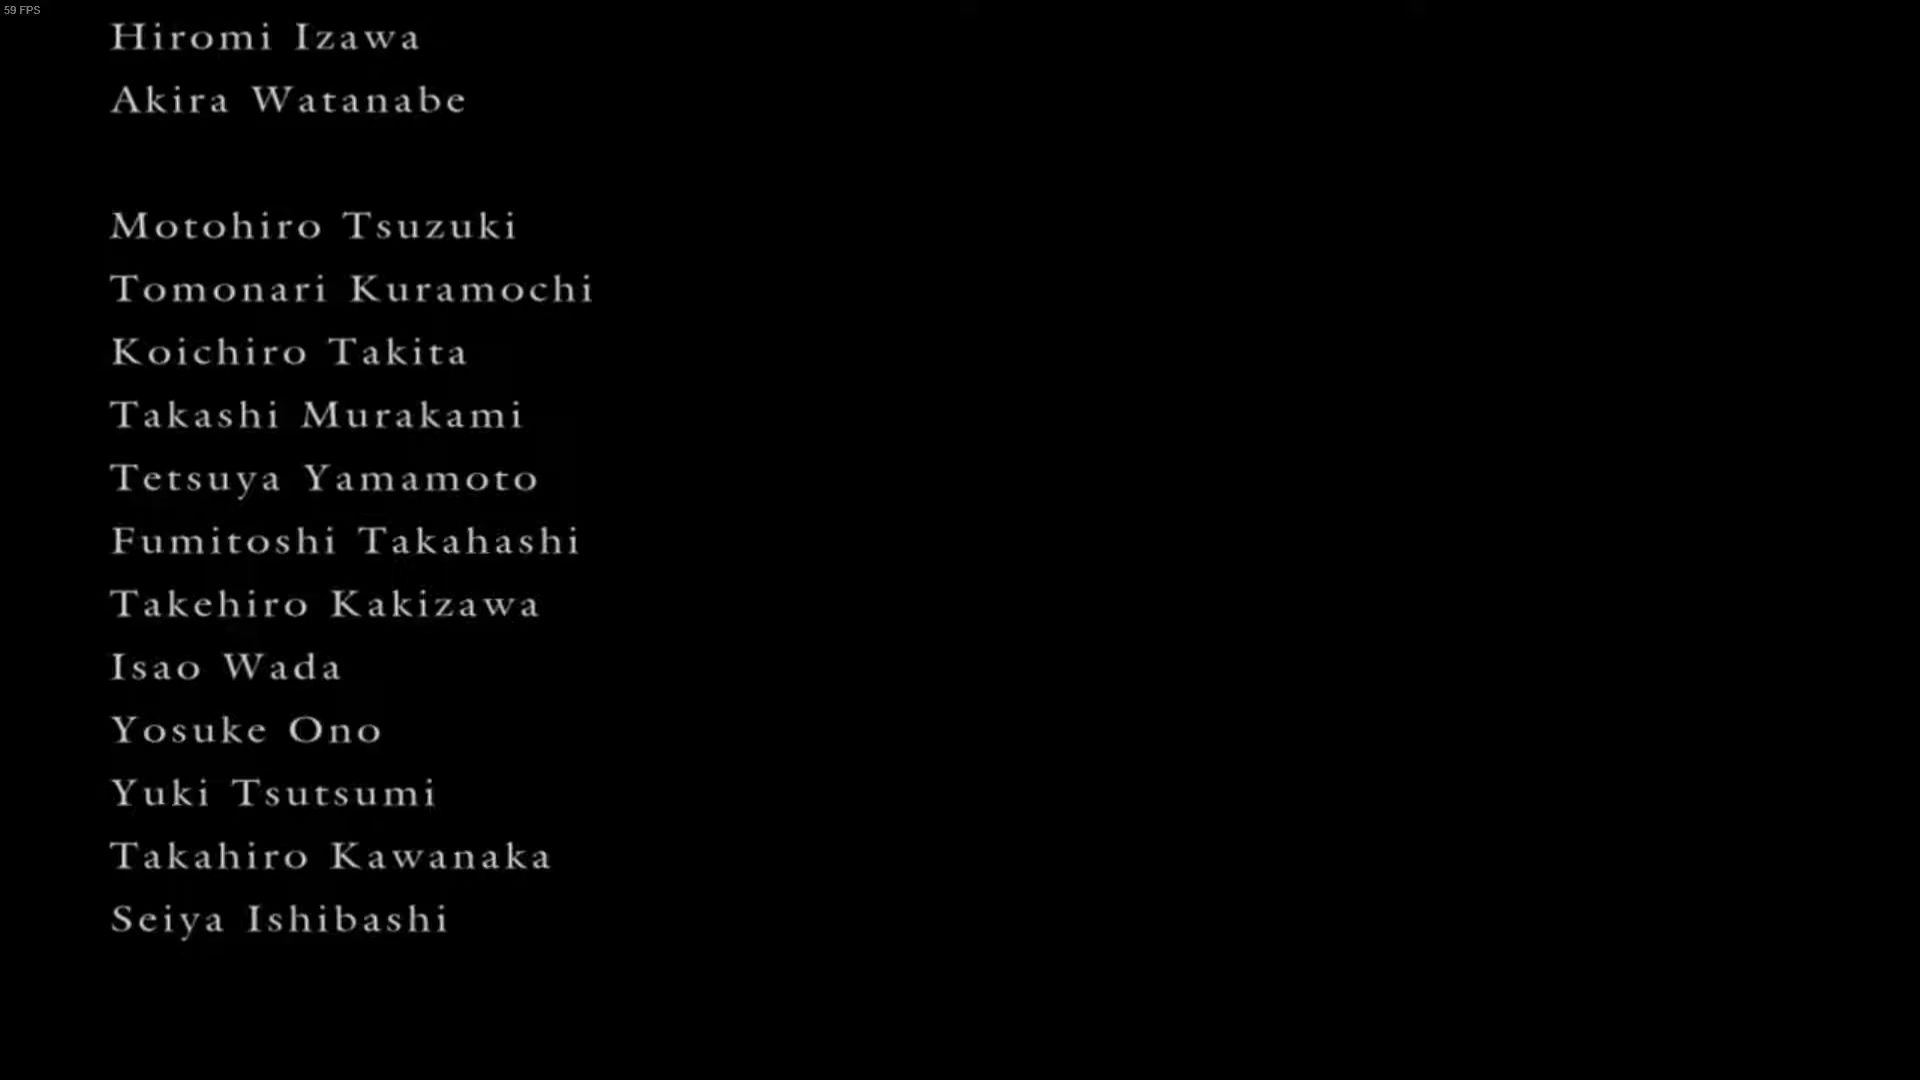 59 FPS
Hiromi Izawa
Akira Watanabe
Motohiro Tsuzuki
Tomonari Kuramochi
Koichiro Takita
Takashi Murakami
Tetsuya Yamamoto
Fumitoshi Takahashi
Takehiro Kakizawa
Isao Wada
Yosuke Ono
Yuki Tsutsumi
Takahiro Kawanaka
Seiya Ishibashi